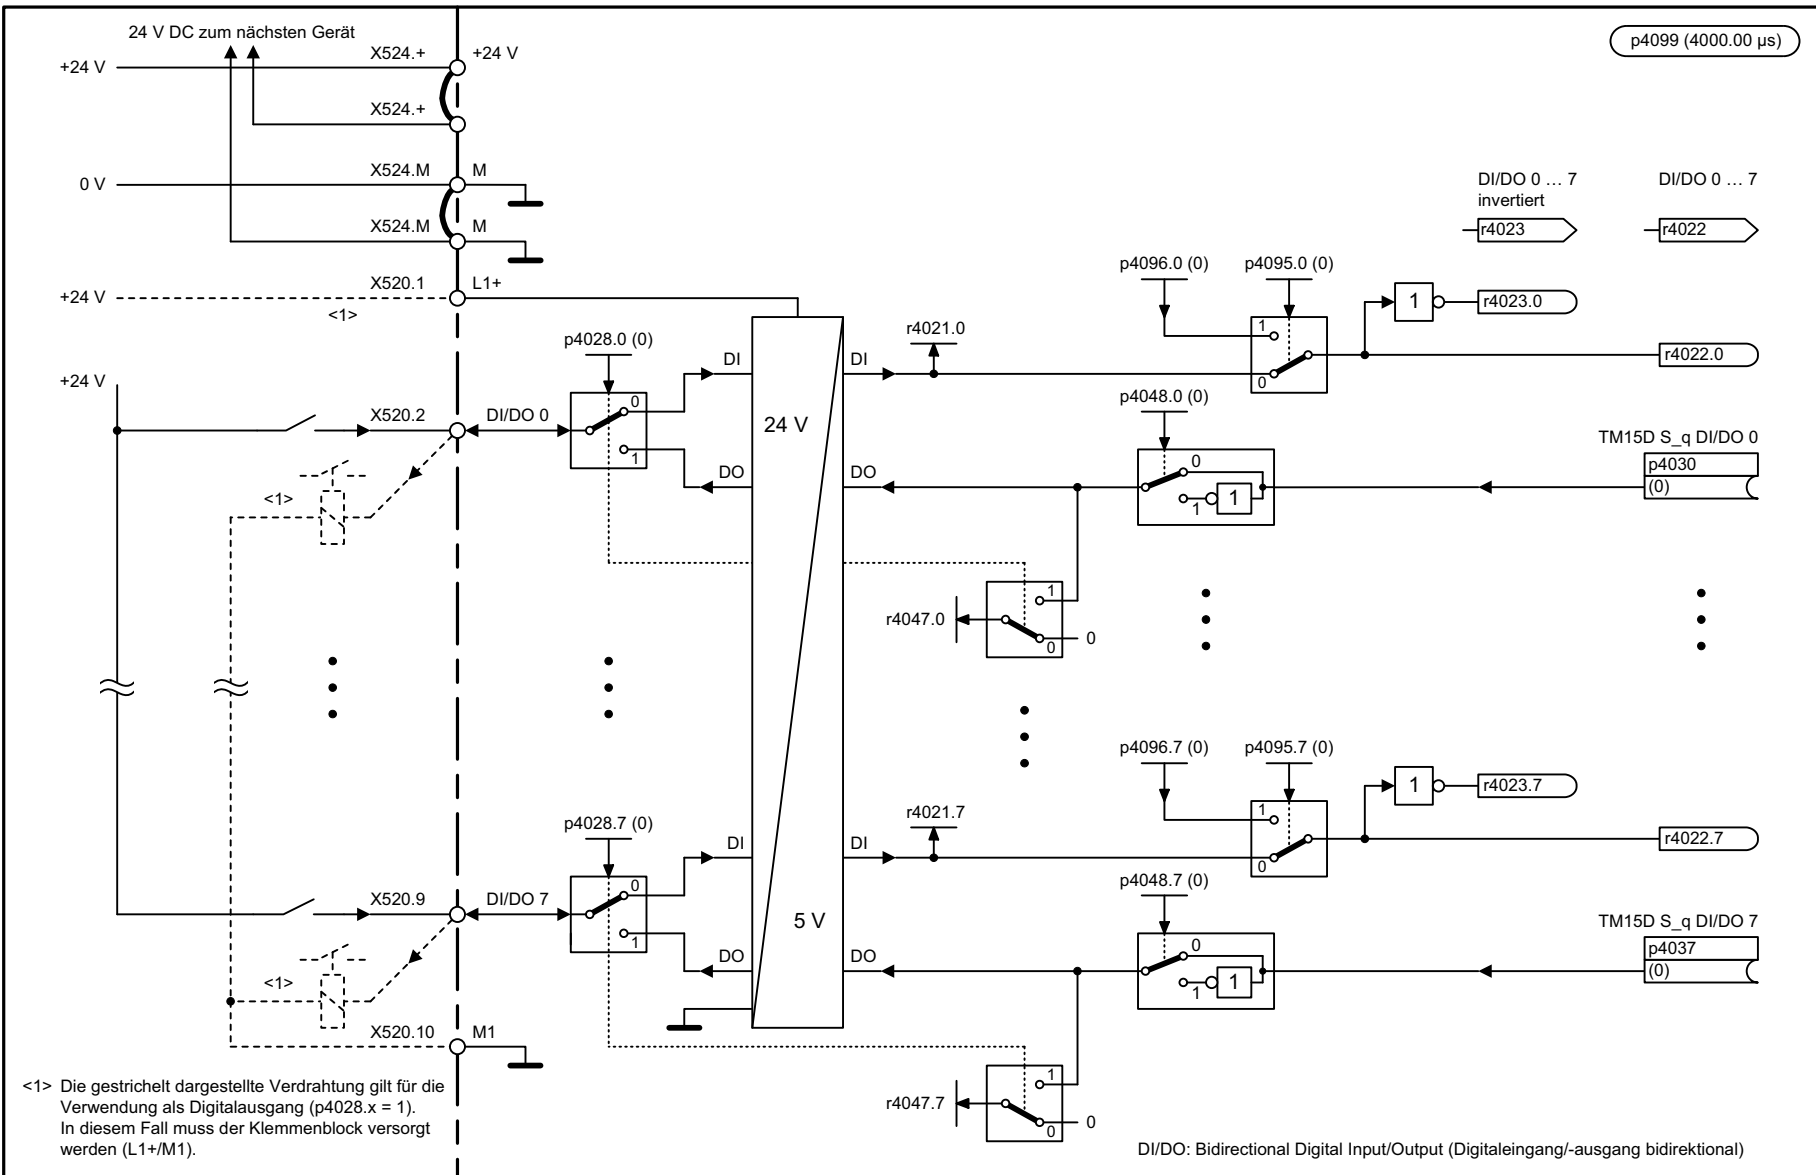 24 V DC zum nächsten Gerät
p4099 (4000.00 µs)
+24 V
X524.+
+24 V
X524.+
0 V
X524.M
M
X524.M
M
DI/DO 0 … 7
invertiert
r4023
DI/DO 0 … 7
r4022
+24 V
X520.1
L1+
<1>
p4096.0 (0)
p4095.0 (0)
1
0
1
r4023.0
r4022.0
+24 V
X520.2
DI/DO 0
p4028.0 (0)
0
1
DI
DO
24 V
5 V
DI
r4021.0
DO
p4048.0 (0)
0
1
1
TM15D S_q DI/DO 0
p4030
(0)
<1>
r4047.0
1
0
0
p4096.7 (0)
p4095.7 (0)
1
0
1
r4023.7
r4022.7
X520.9
DI/DO 7
p4028.7 (0)
0
1
DI
DO
DI
r4021.7
DO
p4048.7 (0)
0
1
1
TM15D S_q DI/DO 7
p4037
(0)
<1>
X520.10
M1
r4047.7
1
0
0
<1> Die gestrichelt dargestellte Verdrahtung gilt für die
Verwendung als Digitalausgang (p4028.x = 1).
In diesem Fall muss der Klemmenblock versorgt
werden (L1+/M1).
DI/DO: Bidirectional Digital Input/Output (Digitaleingang/-ausgang bidirektional)